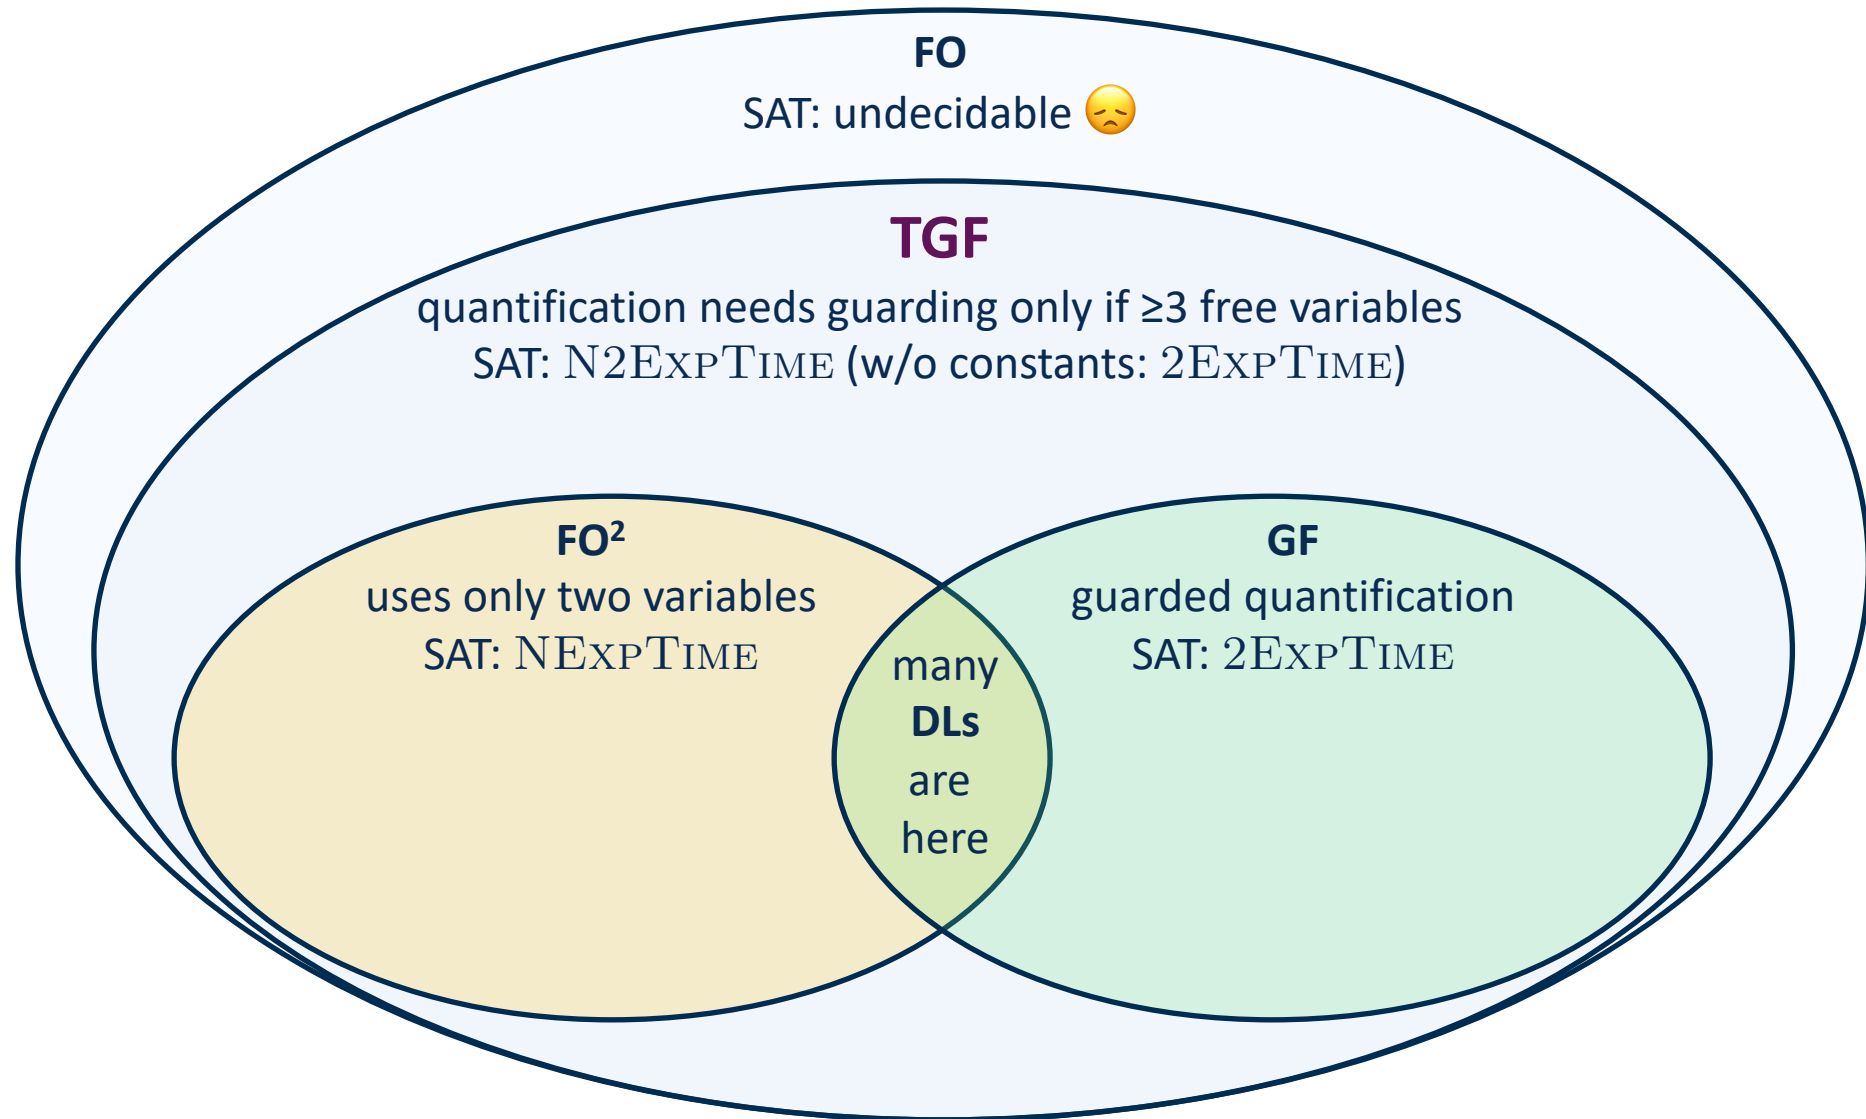 FO
SAT: undecidable 😞
TGF
quantification needs guarding only if ≥3 free variables
SAT: N2ExpTime (w/o constants: 2ExpTime)
FO²
uses only two variables
SAT: NExpTime
GF
guarded quantification
SAT: 2ExpTime
many
DLs
are
here